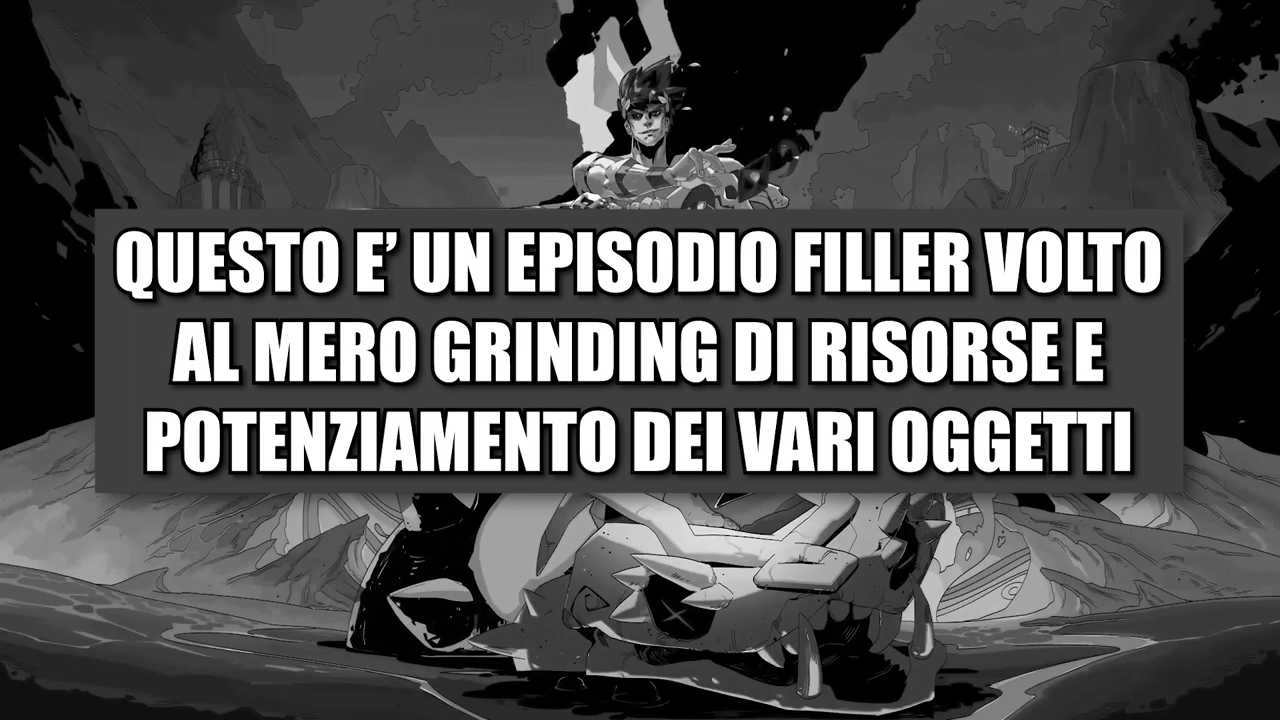 QUESTO E’ UN EPISODIO FILLER VOLTO
AL MERO GRINDING DI RISORSE E
POTENZIAMENTO DEI VARI OGGETTI